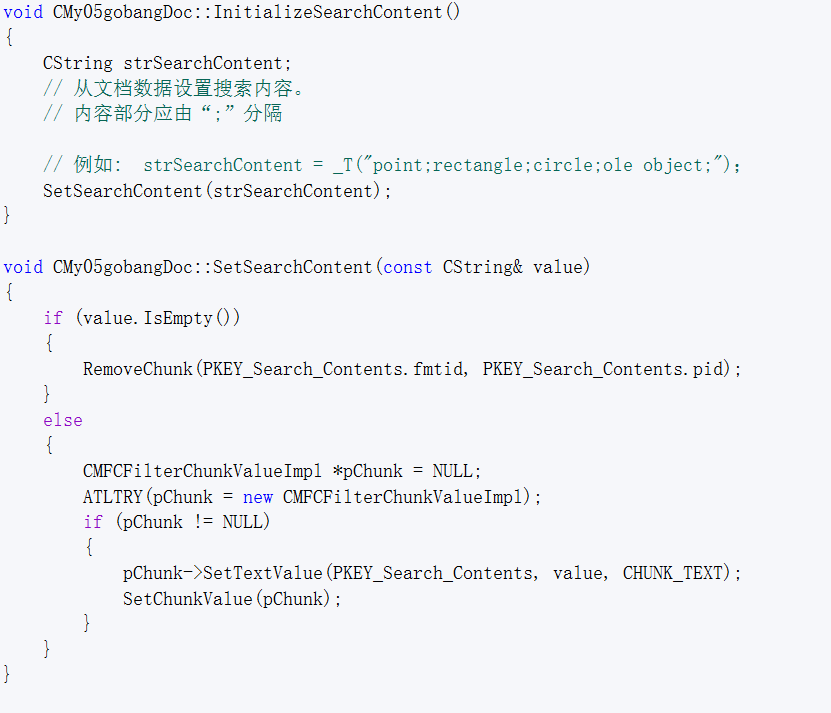 void CMy05gobangDoc::InitializeSearchContent()
{
    CString strSearchContent;
    // 从文档数据设置搜索内容。
    // 内容部分应由“;”分隔

    // 例如:  strSearchContent = _T("point;rectangle;circle;ole object;");
    SetSearchContent(strSearchContent);
}

void CMy05gobangDoc::SetSearchContent(const CString& value)
{
    if (value.IsEmpty())
    {
        RemoveChunk(PKEY_Search_Contents.fmtid, PKEY_Search_Contents.pid);
    }
    else
    {
        CMFCFilterChunkValueImpl *pChunk = NULL;
        ATLTRY(pChunk = new CMFCFilterChunkValueImpl);
        if (pChunk != NULL)
        {
            pChunk->SetTextValue(PKEY_Search_Contents, value, CHUNK_TEXT);
            SetChunkValue(pChunk);
        }
    }
}